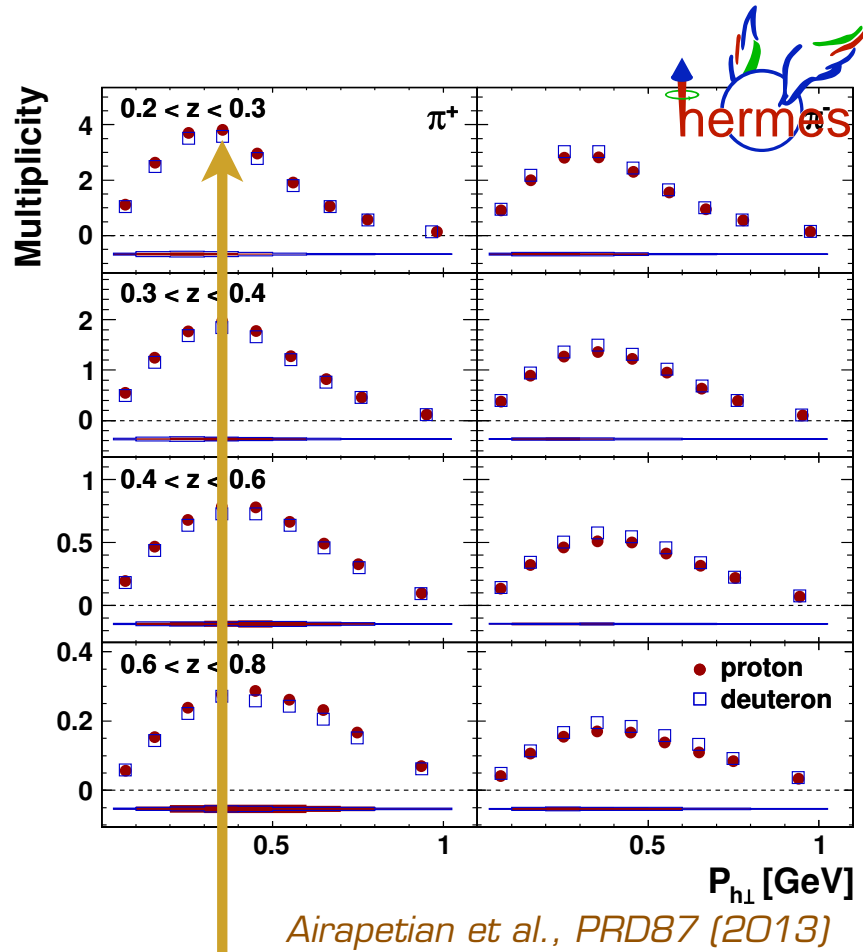 hermes
Multiplicity
0.2 < z < 0.3
π⁺
π⁻
4
2
0
0.3 < z < 0.4
2
1
0
0.4 < z < 0.6
1
0.5
0
0.6 < z < 0.8
proton
deuteron
0.4
0.2
0
0.5 1 0.5 1
P_h⊥ [GeV]
Airapetian et al., PRD87 (2013)